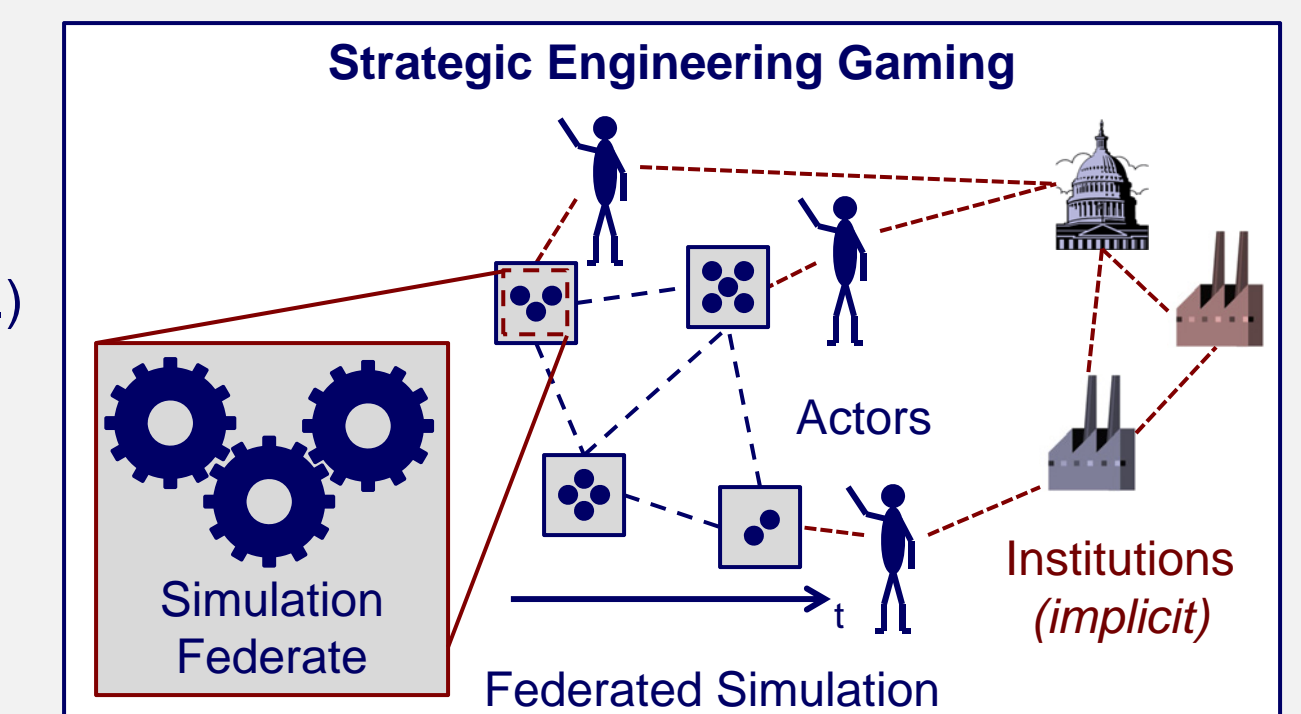 Strategic Engineering Gaming
.)
Actors
Simulation
Federate
t
Institutions
(implicit)
Federated Simulation